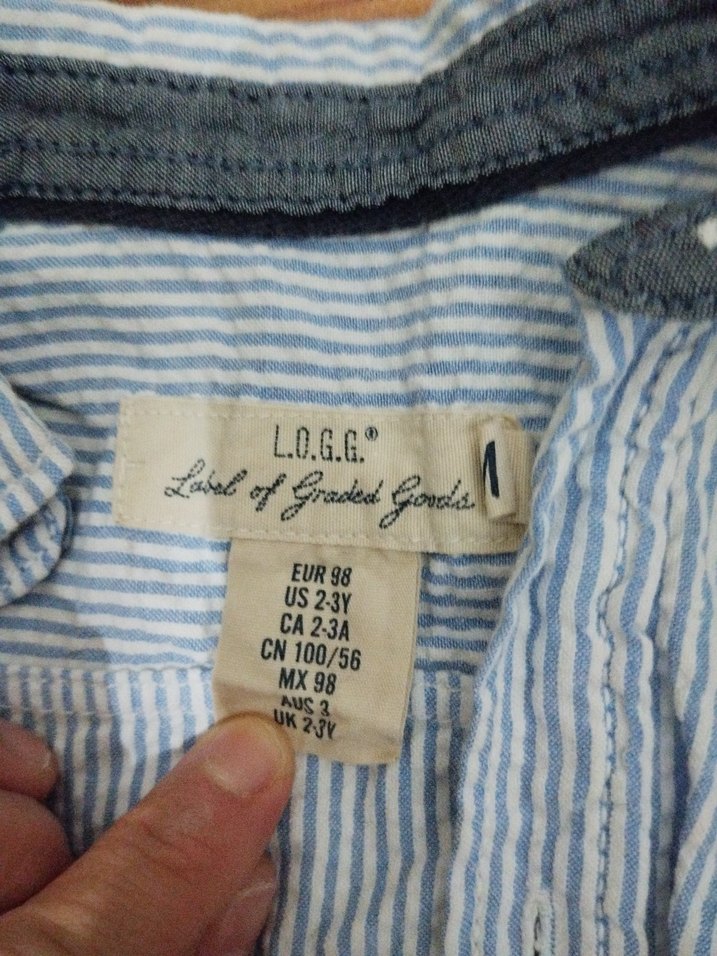 L.O.G.G.®
Label of Graded Goods
EUR 98
US 2-3Y
CA 2-3A
CN 100/56
MX 98
AUS 3
UK 2-3Y